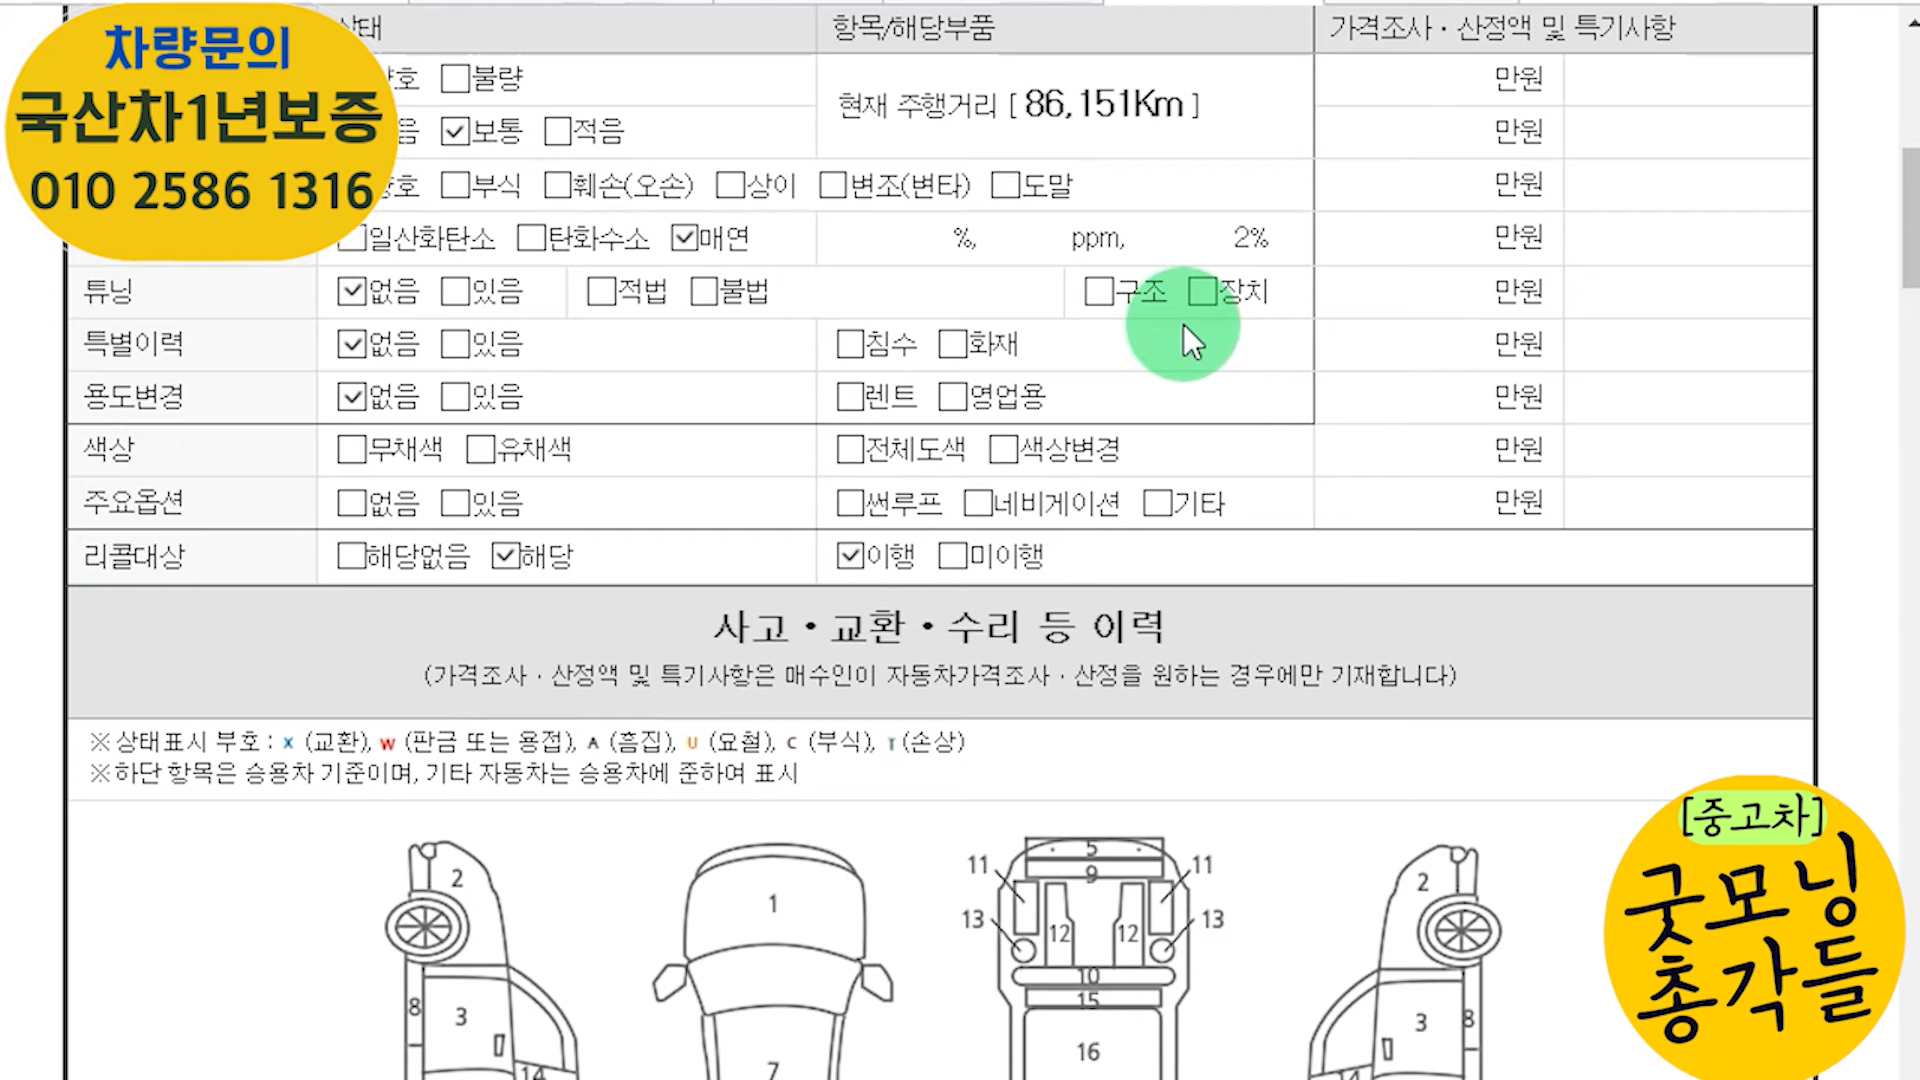 차량문의
국산차1년보증
010 2586 1316
상태 항목/해당부품 가격조사 · 산정액 및 특기사항
불량 현재 주행거리 [ 86,151Km ] 만원
보통 적음 만원
부식 훼손(오손) 상이 변조(변타) 도말 만원
일산화탄소 탄화수소 매연 %, ppm, 2% 만원
튜닝 없음 있음 적법 불법 구조 장치 만원
특별이력 없음 있음 침수 화재 만원
용도변경 없음 있음 렌트 영업용 만원
색상 무채색 유채색 전체도색 색상변경 만원
주요옵션 없음 있음 썬루프 네비게이션 기타 만원
리콜대상 해당없음 해당 이행 미이행
사고 • 교환 • 수리 등 이력
(가격조사 · 산정액 및 특기사항은 매수인이 자동차가격조사 · 산정을 원하는 경우에만 기재합니다)
※ 상태표시 부호 : X (교환), W (판금 또는 용접), A (흠집), U (요철), C (부식), T (손상)
※ 하단 항목은 승용차 기준이며, 기타 자동차는 승용차에 준하여 표시
2 1 11 5 11 2
9
13 12 12 13
10
8 3 15 3 8
7 16
14 14
[중고차]
굿모닝
총각들